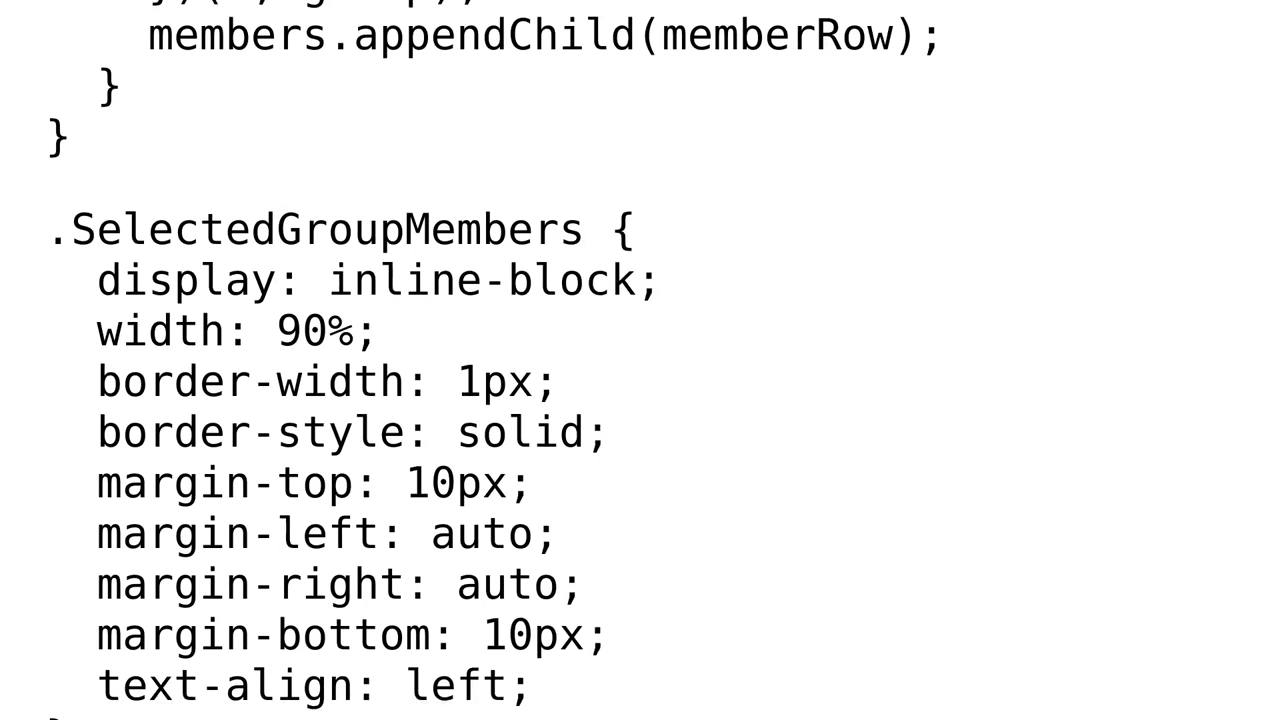 members.appendChild(memberRow);
}
}
.SelectedGroupMembers {
display: inline-block;
width: 90%;
border-width: 1px;
border-style: solid;
margin-top: 10px;
margin-left: auto;
margin-right: auto;
margin-bottom: 10px;
text-align: left;